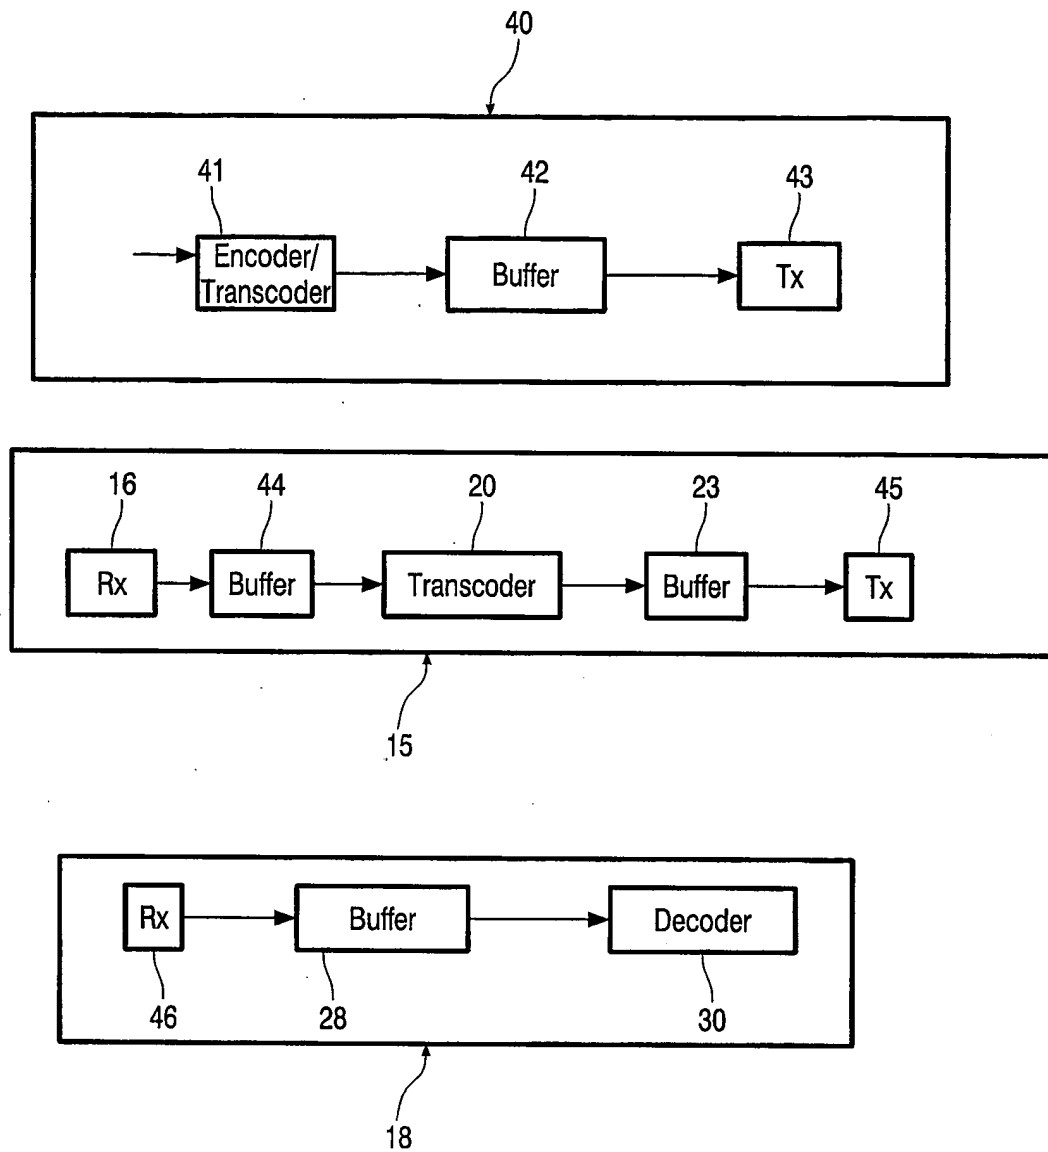 40
41
42
43
Encoder/
Transcoder
Buffer
Tx
16
44
20
23
45
Rx
Buffer
Transcoder
Buffer
Tx
15
Rx
Buffer
Decoder
46
28
30
18